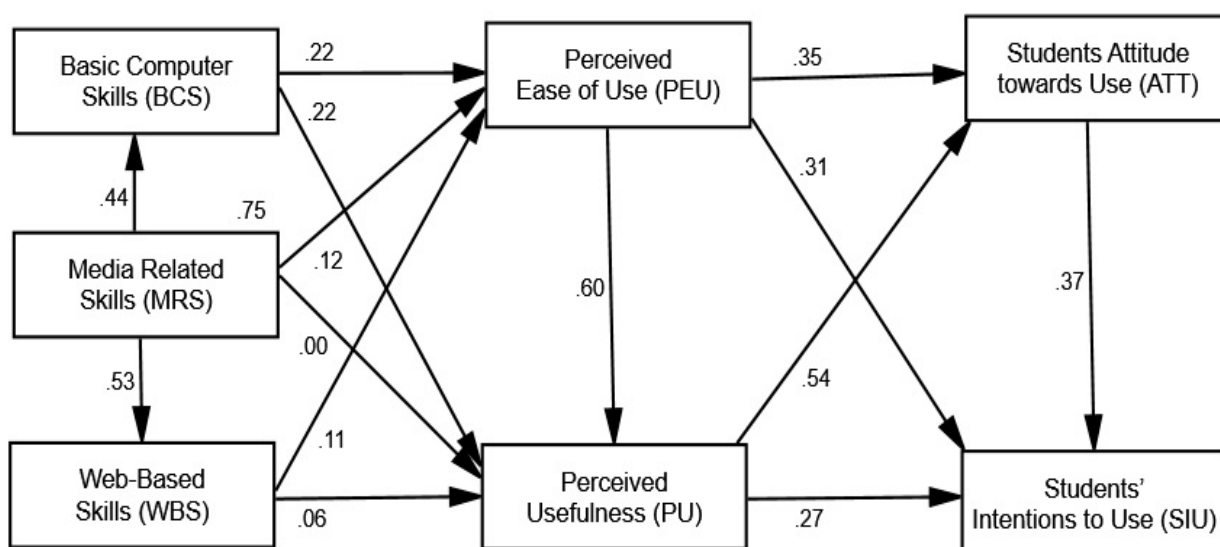 Basic Computer
Skills (BCS)
.22
.22
Perceived
Ease of Use (PEU)
.35
Students Attitude
towards Use (ATT)
.44
.75
.31
Media Related
Skills (MRS)
.12
.60
.37
.00
.53
.54
.11
Web-Based
Skills (WBS)
.06
Perceived
Usefulness (PU)
.27
Students’
Intentions to Use (SIU)